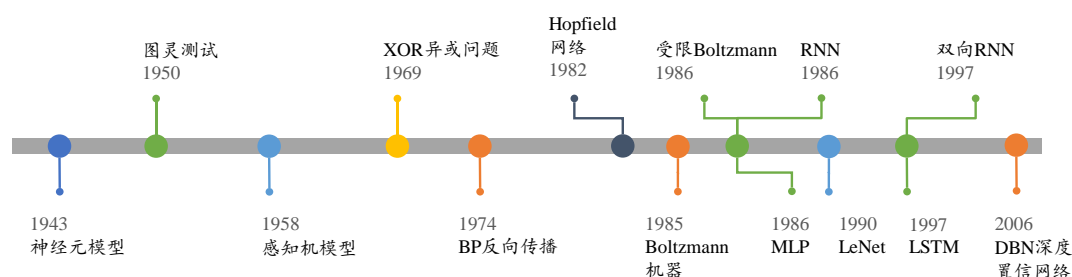 图灵测试
1950
XOR异或问题
1969
Hopfield
网络
1982
受限Boltzmann
1986
RNN
1986
双向RNN
1997
1943
神经元模型
1958
感知机模型
1974
BP反向传播
1985
Boltzmann
机器
1986
MLP
1990
LeNet
1997
LSTM
2006
DBN深度
置信网络